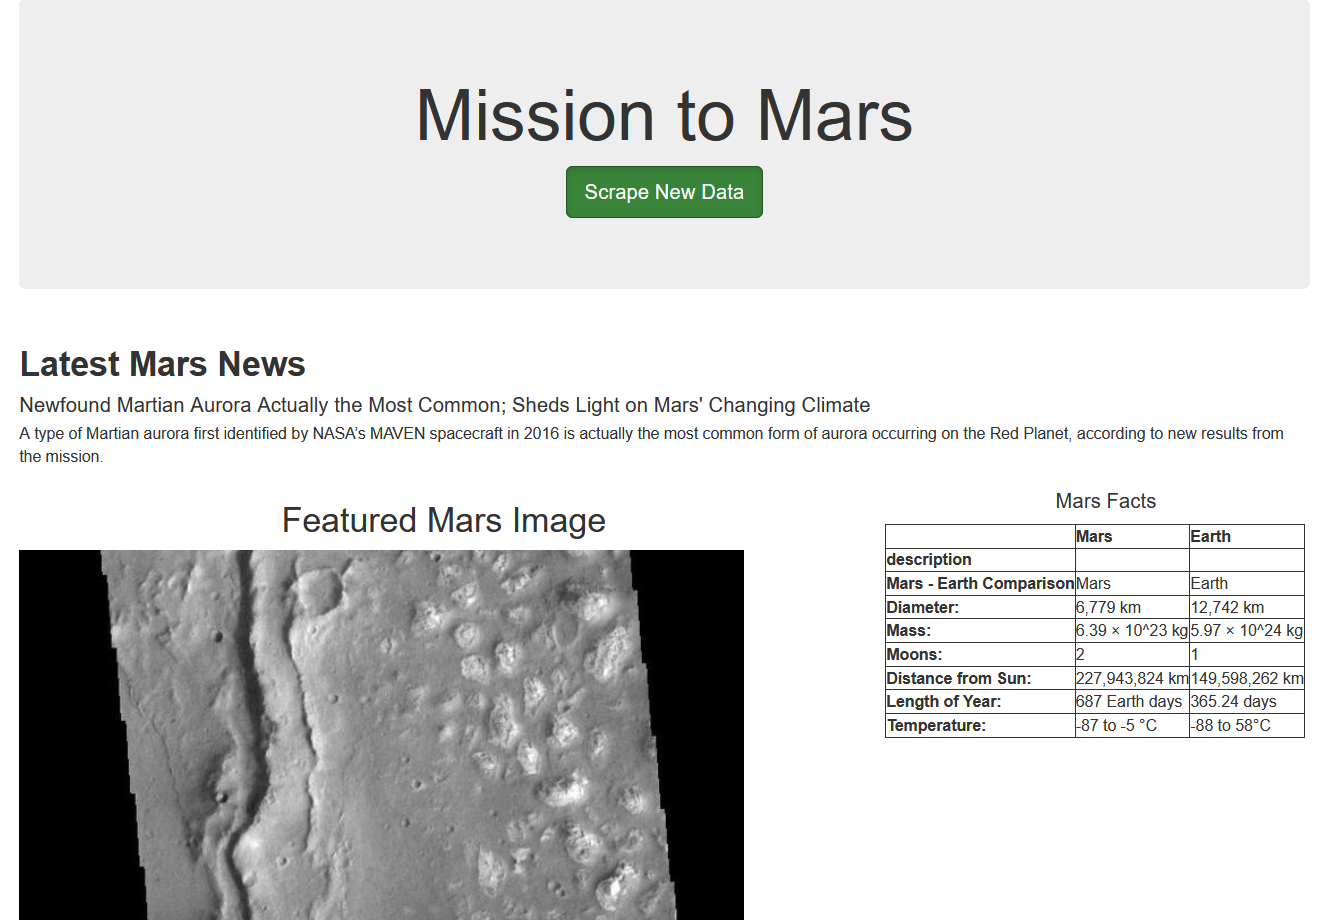 Mission to Mars
Scrape New Data
Latest Mars News
Newfound Martian Aurora Actually the Most Common; Sheds Light on Mars' Changing Climate
A type of Martian aurora first identified by NASA’s MAVEN spacecraft in 2016 is actually the most common form of aurora occurring on the Red Planet, according to new results from
the mission.
Featured Mars Image
Mars Facts
Mars Earth
description
Mars - Earth Comparison Mars Earth
Diameter: 6,779 km 12,742 km
Mass: 6.39 × 10^23 kg 5.97 × 10^24 kg
Moons: 2 1
Distance from Sun: 227,943,824 km 149,598,262 km
Length of Year: 687 Earth days 365.24 days
Temperature: -87 to -5 °C -88 to 58°C